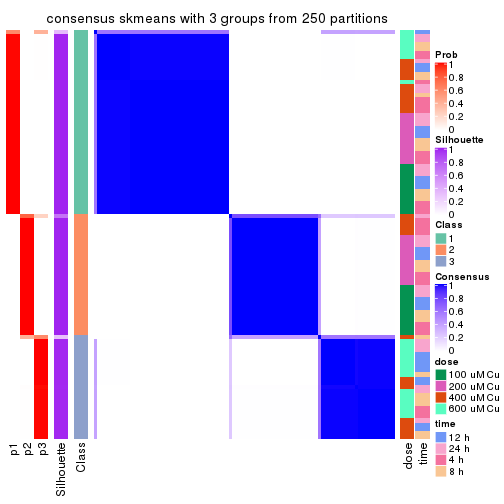 consensus skmeans with 3 groups from 250 partitions
Prob
1
0.8
0.6
0.4
0.2
0
Silhouette
1
0.8
0.6
0.4
0.2
0
Class
1
2
3
Consensus
1
0.8
0.6
0.4
0.2
0
dose
100 uM Cu
200 uM Cu
400 uM Cu
600 uM Cu
time
12 h
24 h
4 h
8 h
p1
p2
p3
Silhouette
Class
dose
time